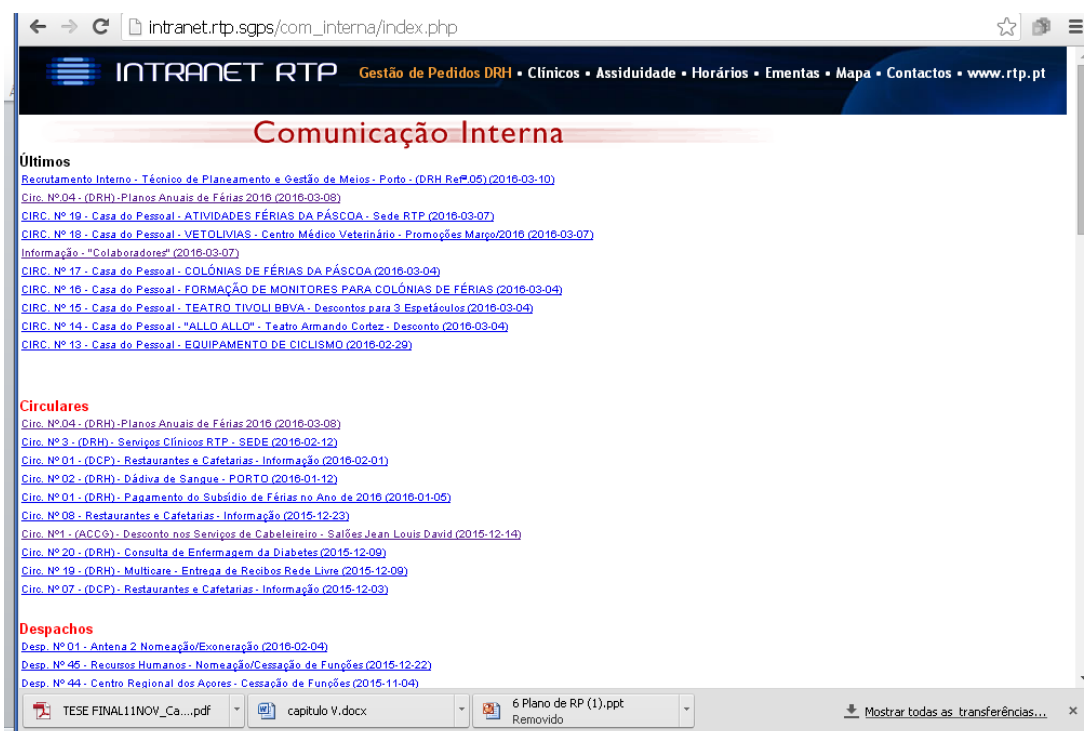 intranet.rtp.sgps/com_interna/index.php
INTRANET RTP Gestão de Pedidos DRH • Clínicos • Assiduidade • Horários • Ementas • Mapa • Contactos • www.rtp.pt
Comunicação Interna
Últimos
Recrutamento Interno - Técnico de Planeamento e Gestão de Meios - Porto - (DRH Refª.05) (2016-03-10)
Circ. Nº.04 - (DRH) -Planos Anuais de Férias 2016 (2016-03-08)
CIRC. Nº 19 - Casa do Pessoal - ATIVIDADES FÉRIAS DA PÁSCOA - Sede RTP (2016-03-07)
CIRC. Nº 18 - Casa do Pessoal - VETOLIVIAS - Centro Médico Veterinário - Promoções Março/2016 (2016-03-07)
Informação - "Colaboradores" (2016-03-07)
CIRC. Nº 17 - Casa do Pessoal - COLÓNIAS DE FÉRIAS DA PÁSCOA (2016-03-04)
CIRC. Nº 16 - Casa do Pessoal - FORMAÇÃO DE MONITORES PARA COLÓNIAS DE FÉRIAS (2016-03-04)
CIRC. Nº 15 - Casa do Pessoal - TEATRO TIVOLI BBVA - Descontos para 3 Espetáculos (2016-03-04)
CIRC. Nº 14 - Casa do Pessoal - "ALLO ALLO" - Teatro Armando Cortez - Desconto (2016-03-04)
CIRC. Nº 13 - Casa do Pessoal - EQUIPAMENTO DE CICLISMO (2016-02-29)
Circulares
Circ. Nº.04 - (DRH) -Planos Anuais de Férias 2016 (2016-03-08)
Circ. Nº 3 - (DRH) - Serviços Clínicos RTP - SEDE (2016-02-12)
Circ. Nº 01 - (DCP) - Restaurantes e Cafetarias - Informação (2016-02-01)
Circ. Nº 02 - (DRH) - Dádiva de Sangue - PORTO (2016-01-12)
Circ. Nº 01 - (DRH) - Pagamento do Subsídio de Férias no Ano de 2016 (2016-01-05)
Circ. Nº 08 - Restaurantes e Cafetarias - Informação (2015-12-23)
Circ. Nº1 - (ACCG) - Desconto nos Serviços de Cabeleireiro - Salões Jean Louis David (2015-12-14)
Circ. Nº 20 - (DRH) - Consulta de Enfermagem da Diabetes (2015-12-09)
Circ. Nº 19 - (DRH) - Multicare - Entrega de Recibos Rede Livre (2015-12-09)
Circ. Nº 07 - (DCP) - Restaurantes e Cafetarias - Informação (2015-12-03)
Despachos
Desp. Nº 01 - Antena 2 Nomeação/Exoneração (2016-02-04)
Desp. Nº 45 - Recursos Humanos - Nomeação/Cessação de Funções (2015-12-22)
Desp. Nº 44 - Centro Regional dos Açores - Cessação de Funções (2015-11-04)
TESE FINAL11NOV_Ca....pdf capitulo V.docx 6 Plano de RP (1).ppt Mostrar todas as transferências...
Removido